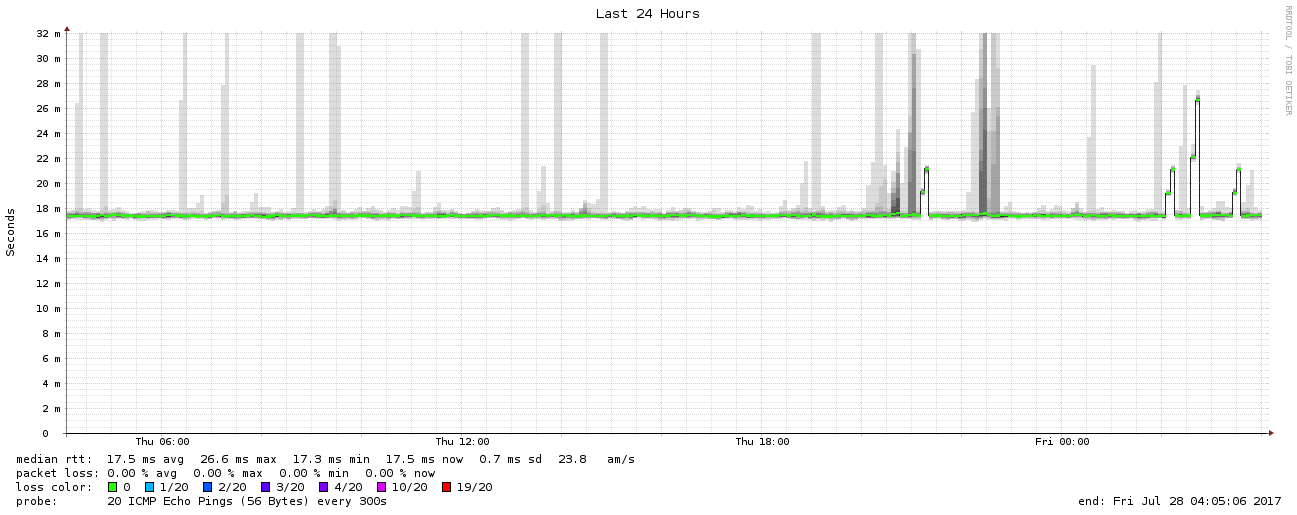 Last 24 Hours
RRDTOOL / TOBI OETIKER
Seconds
32 m
30 m
28 m
26 m
24 m
22 m
20 m
18 m
16 m
14 m
12 m
10 m
8 m
6 m
4 m
2 m
0
Thu 06:00 Thu 12:00 Thu 18:00 Fri 00:00
median rtt: 17.5 ms avg 26.6 ms max 17.3 ms min 17.5 ms now 0.7 ms sd 23.8 am/s
packet loss: 0.00 % avg 0.00 % max 0.00 % min 0.00 % now
loss color: 0 1/20 2/20 3/20 4/20 10/20 19/20
probe: 20 ICMP Echo Pings (56 Bytes) every 300s end: Fri Jul 28 04:05:06 2017